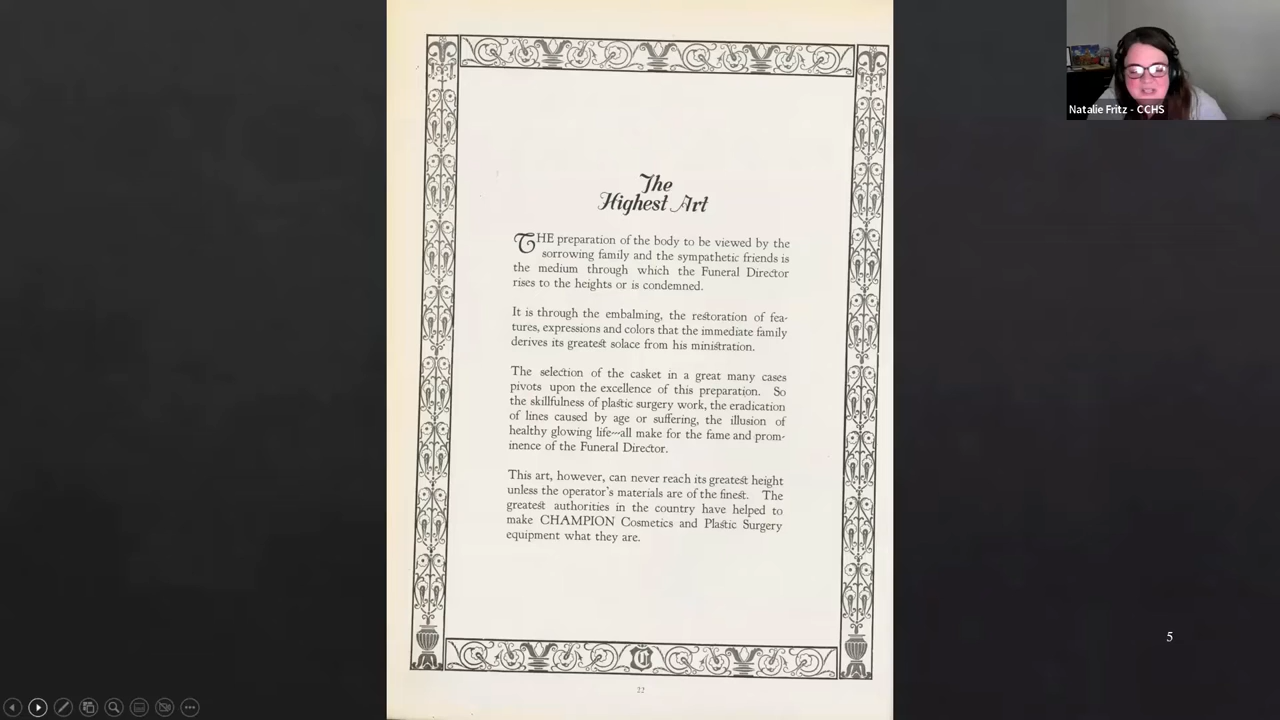 The
Highest Art
THE preparation of the body to be viewed by the
sorrowing family and the sympathetic friends is
the medium through which the Funeral Director
rises to the heights or is condemned.
It is through the embalming, the restoration of fea-
tures, expressions and colors that the immediate family
derives its greatest solace from his ministration.
The selection of the casket in a great many cases
pivots upon the excellence of this preparation. So
the skillfulness of plastic surgery work, the eradication
of lines caused by age or suffering, the illusion of
healthy glowing life--all make for the fame and prom-
inence of the Funeral Director.
This art, however, can never reach its greatest height
unless the operator's materials are of the finest. The
greatest authorities in the country have helped to
make CHAMPION Cosmetics and Plastic Surgery
equipment what they are.
22
Natalie Fritz - CCHS
5